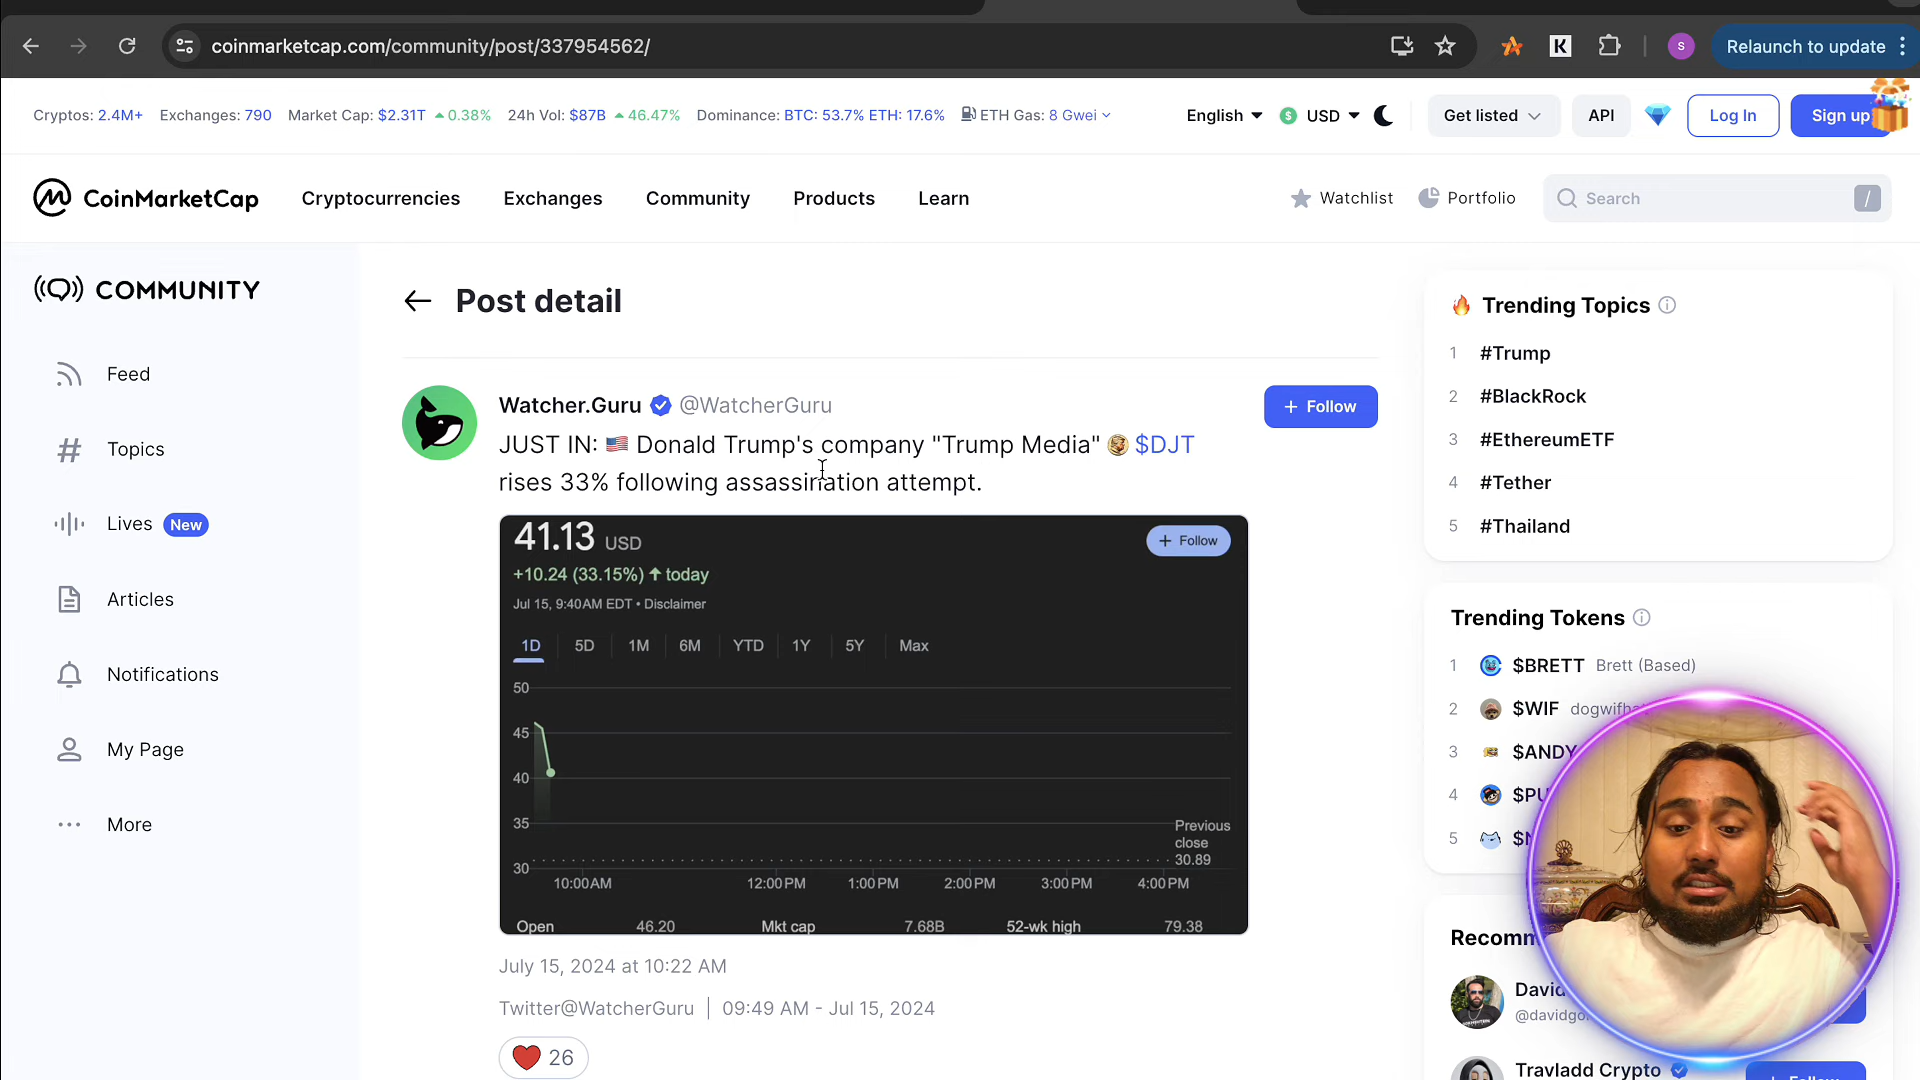 coinmarketcap.com/community/post/337954562/
K
S
Relaunch to update
Cryptos: 2.4M+ Exchanges: 790 Market Cap: $2.31T 0.38% 24h Vol: $87B 46.47% Dominance: BTC: 53.7% ETH: 17.6% ETH Gas: 8 Gwei
English
$ USD
Get listed
API
Log In
Sign up
CoinMarketCap
Cryptocurrencies
Exchanges
Community
Products
Learn
Watchlist
Portfolio
Search
/
COMMUNITY
Feed
Topics
Lives New
Articles
Notifications
My Page
More
Post detail
Watcher.Guru @WatcherGuru
+ Follow
JUST IN: 🇺🇸 Donald Trump's company "Trump Media" $DJT
rises 33% following assassination attempt.
41.13 USD
+ Follow
+10.24 (33.15%) ↑ today
Jul 15, 9:40AM EDT • Disclaimer
1D 5D 1M 6M YTD 1Y 5Y Max
50
45
40
35
30
Previous
close
30.89
10:00AM 12:00PM 1:00PM 2:00PM 3:00PM 4:00PM
Open 46.20 Mkt cap 7.68B 52-wk high 79.38
July 15, 2024 at 10:22 AM
Twitter@WatcherGuru | 09:49 AM - Jul 15, 2024
❤️ 26
🔥 Trending Topics
1 #Trump
2 #BlackRock
3 #EthereumETF
4 #Tether
5 #Thailand
Trending Tokens
1 $BRETT Brett (Based)
2 $WIF
3 $ANDY
4
5
David
Travladd Crypto